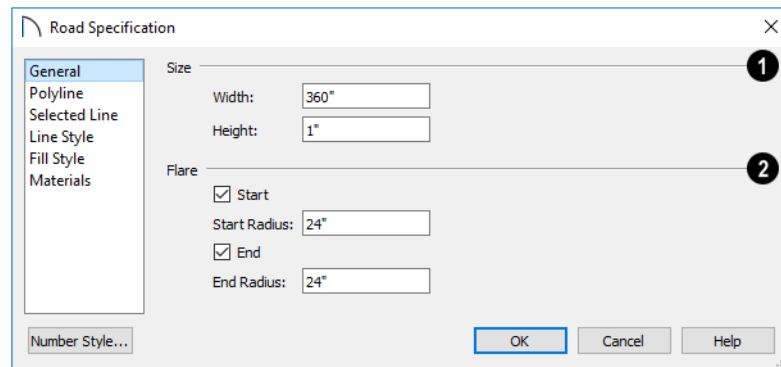 Road Specification
General
Polyline
Selected Line
Line Style
Fill Style
Materials
Size
1
Width: 360"
Height: 1"
Flare
2
Start
Start Radius: 24"
End
End Radius: 24"
Number Style...
OK
Cancel
Help